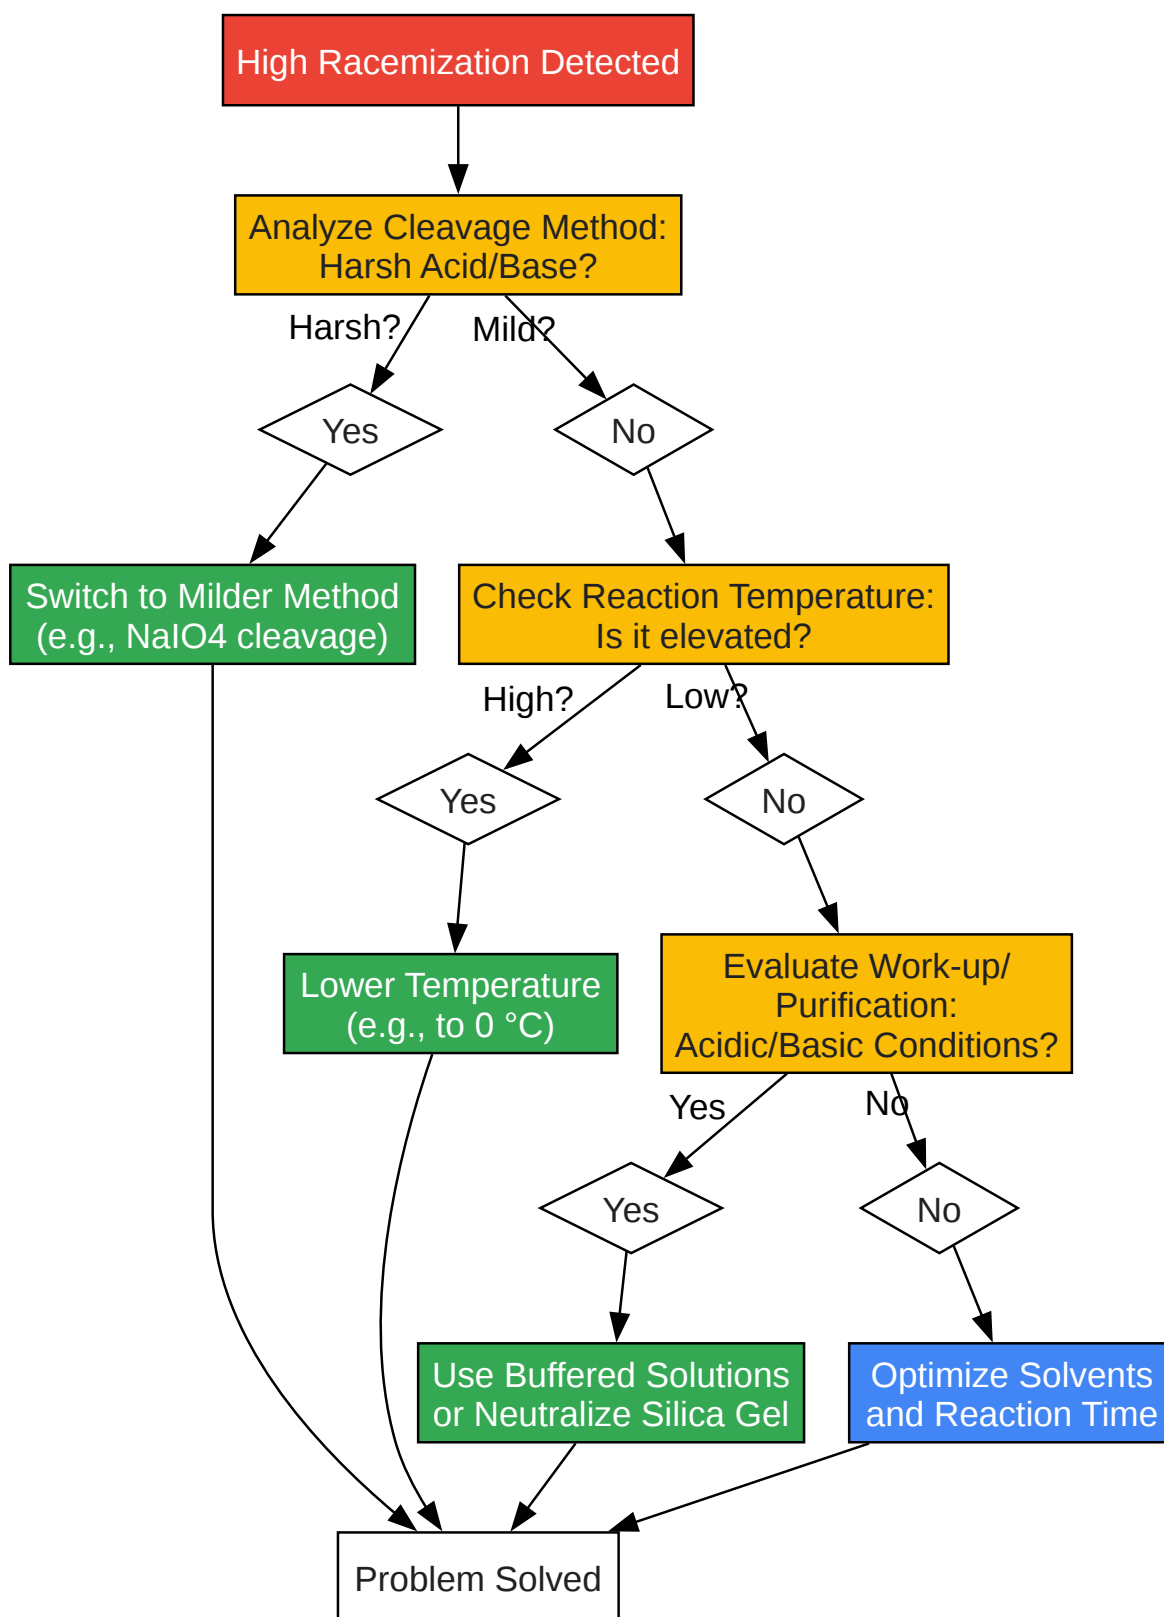 High Racemization Detected
Analyze Cleavage Method:
Harsh Acid/Base?
Harsh?
Mild?
Yes
No
Switch to Milder Method
(e.g., NaIO4 cleavage)
Check Reaction Temperature:
Is it elevated?
High?
Low?
Yes
No
Lower Temperature
(e.g., to 0 °C)
Evaluate Work-up/
Purification:
Acidic/Basic Conditions?
Yes
No
Yes
No
Use Buffered Solutions
or Neutralize Silica Gel
Optimize Solvents
and Reaction Time
Problem Solved